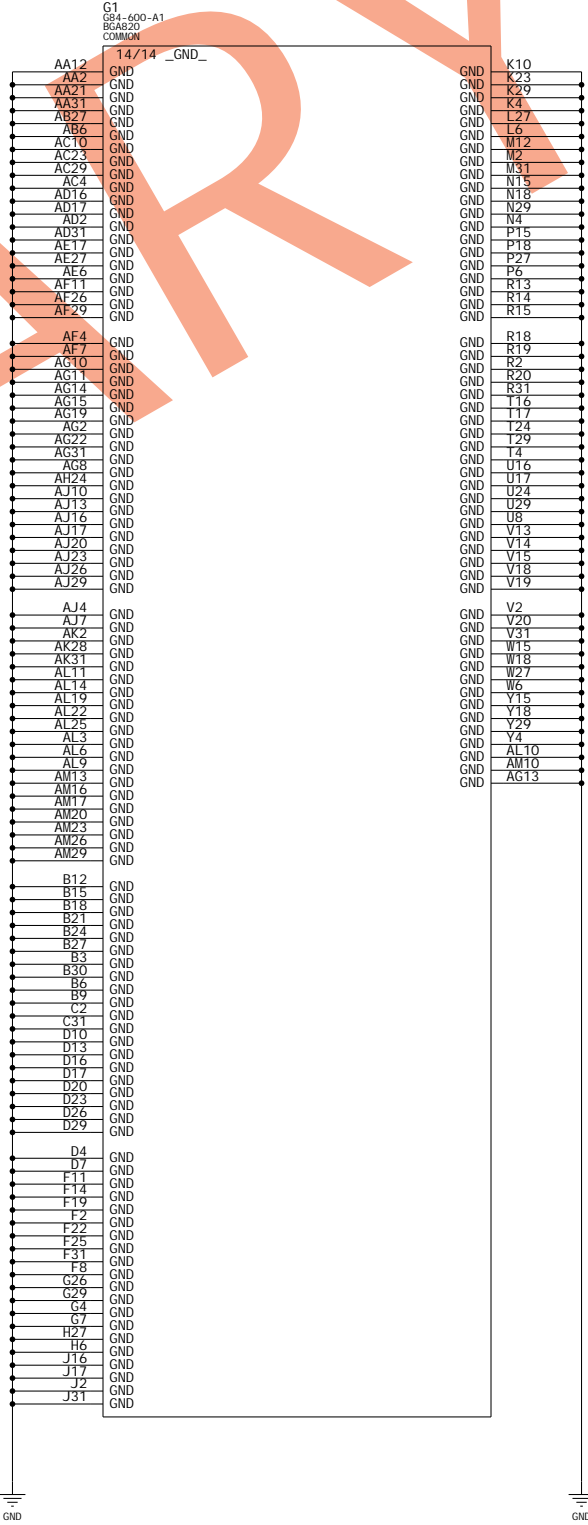 G1
G84-600-A1
BGA820
COMMON
14/14 _GND_
AA12 GND GND K10
AA2 GND GND K23
AA21 GND GND K29
AA31 GND GND K4
AB27 GND GND L27
AB6 GND GND L6
AC10 GND GND M12
AC23 GND GND M2
AC29 GND GND M31
AC4 GND GND N15
AD16 GND GND N18
AD17 GND GND N29
AD2 GND GND N4
AD31 GND GND P15
AE17 GND GND P18
AE27 GND GND P27
AE6 GND GND P6
AF11 GND GND R13
AF26 GND GND R14
AF29 GND GND R15
AF4 GND GND R18
AF7 GND GND R19
AG10 GND GND R2
AG11 GND GND R20
AG14 GND GND R31
AG15 GND GND T16
AG19 GND GND T17
AG2 GND GND T24
AG22 GND GND T29
AG31 GND GND T4
AG8 GND GND U16
AH24 GND GND U17
AJ10 GND GND U24
AJ13 GND GND U29
AJ16 GND GND U8
AJ17 GND GND V13
AJ20 GND GND V14
AJ23 GND GND V15
AJ26 GND GND V18
AJ29 GND GND V19
AJ4 GND GND V2
AJ7 GND GND V20
AK2 GND GND V31
AK28 GND GND W15
AK31 GND GND W18
AL11 GND GND W27
AL14 GND GND W6
AL19 GND GND Y15
AL22 GND GND Y18
AL25 GND GND Y29
AL3 GND GND Y4
AL6 GND GND AL10
AL9 GND GND AM10
AM13 GND GND AG13
AM16 GND
AM17 GND
AM20 GND
AM23 GND
AM26 GND
AM29 GND
B12 GND
B15 GND
B18 GND
B21 GND
B24 GND
B27 GND
B3 GND
B30 GND
B6 GND
B9 GND
C2 GND
C31 GND
D10 GND
D13 GND
D16 GND
D17 GND
D20 GND
D23 GND
D26 GND
D29 GND
D4 GND
D7 GND
F11 GND
F14 GND
F19 GND
F2 GND
F22 GND
F25 GND
F31 GND
F8 GND
G26 GND
G29 GND
G4 GND
G7 GND
H27 GND
H6 GND
J16 GND
J17 GND
J2 GND
J31 GND
GND GND